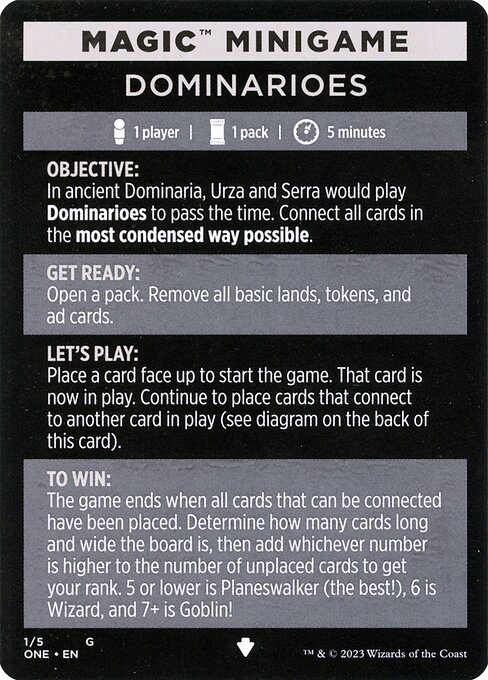 MAGIC™ MINIGAME
DOMINARIOES
1 player | 1 pack | 5 minutes
OBJECTIVE:
In ancient Dominaria, Urza and Serra would play
Dominarioes to pass the time. Connect all cards in
the most condensed way possible.
GET READY:
Open a pack. Remove all basic lands, tokens, and
ad cards.
LET'S PLAY:
Place a card face up to start the game. That card is
now in play. Continue to place cards that connect
to another card in play (see diagram on the back of
this card).
TO WIN:
The game ends when all cards that can be connected
have been placed. Determine how many cards long
and wide the board is, then add whichever number
is higher to the number of unplaced cards to get
your rank. 5 or lower is Planeswalker (the best!), 6 is
Wizard, and 7+ is Goblin!
1/5 G
ONE • EN
™ & © 2023 Wizards of the Coast